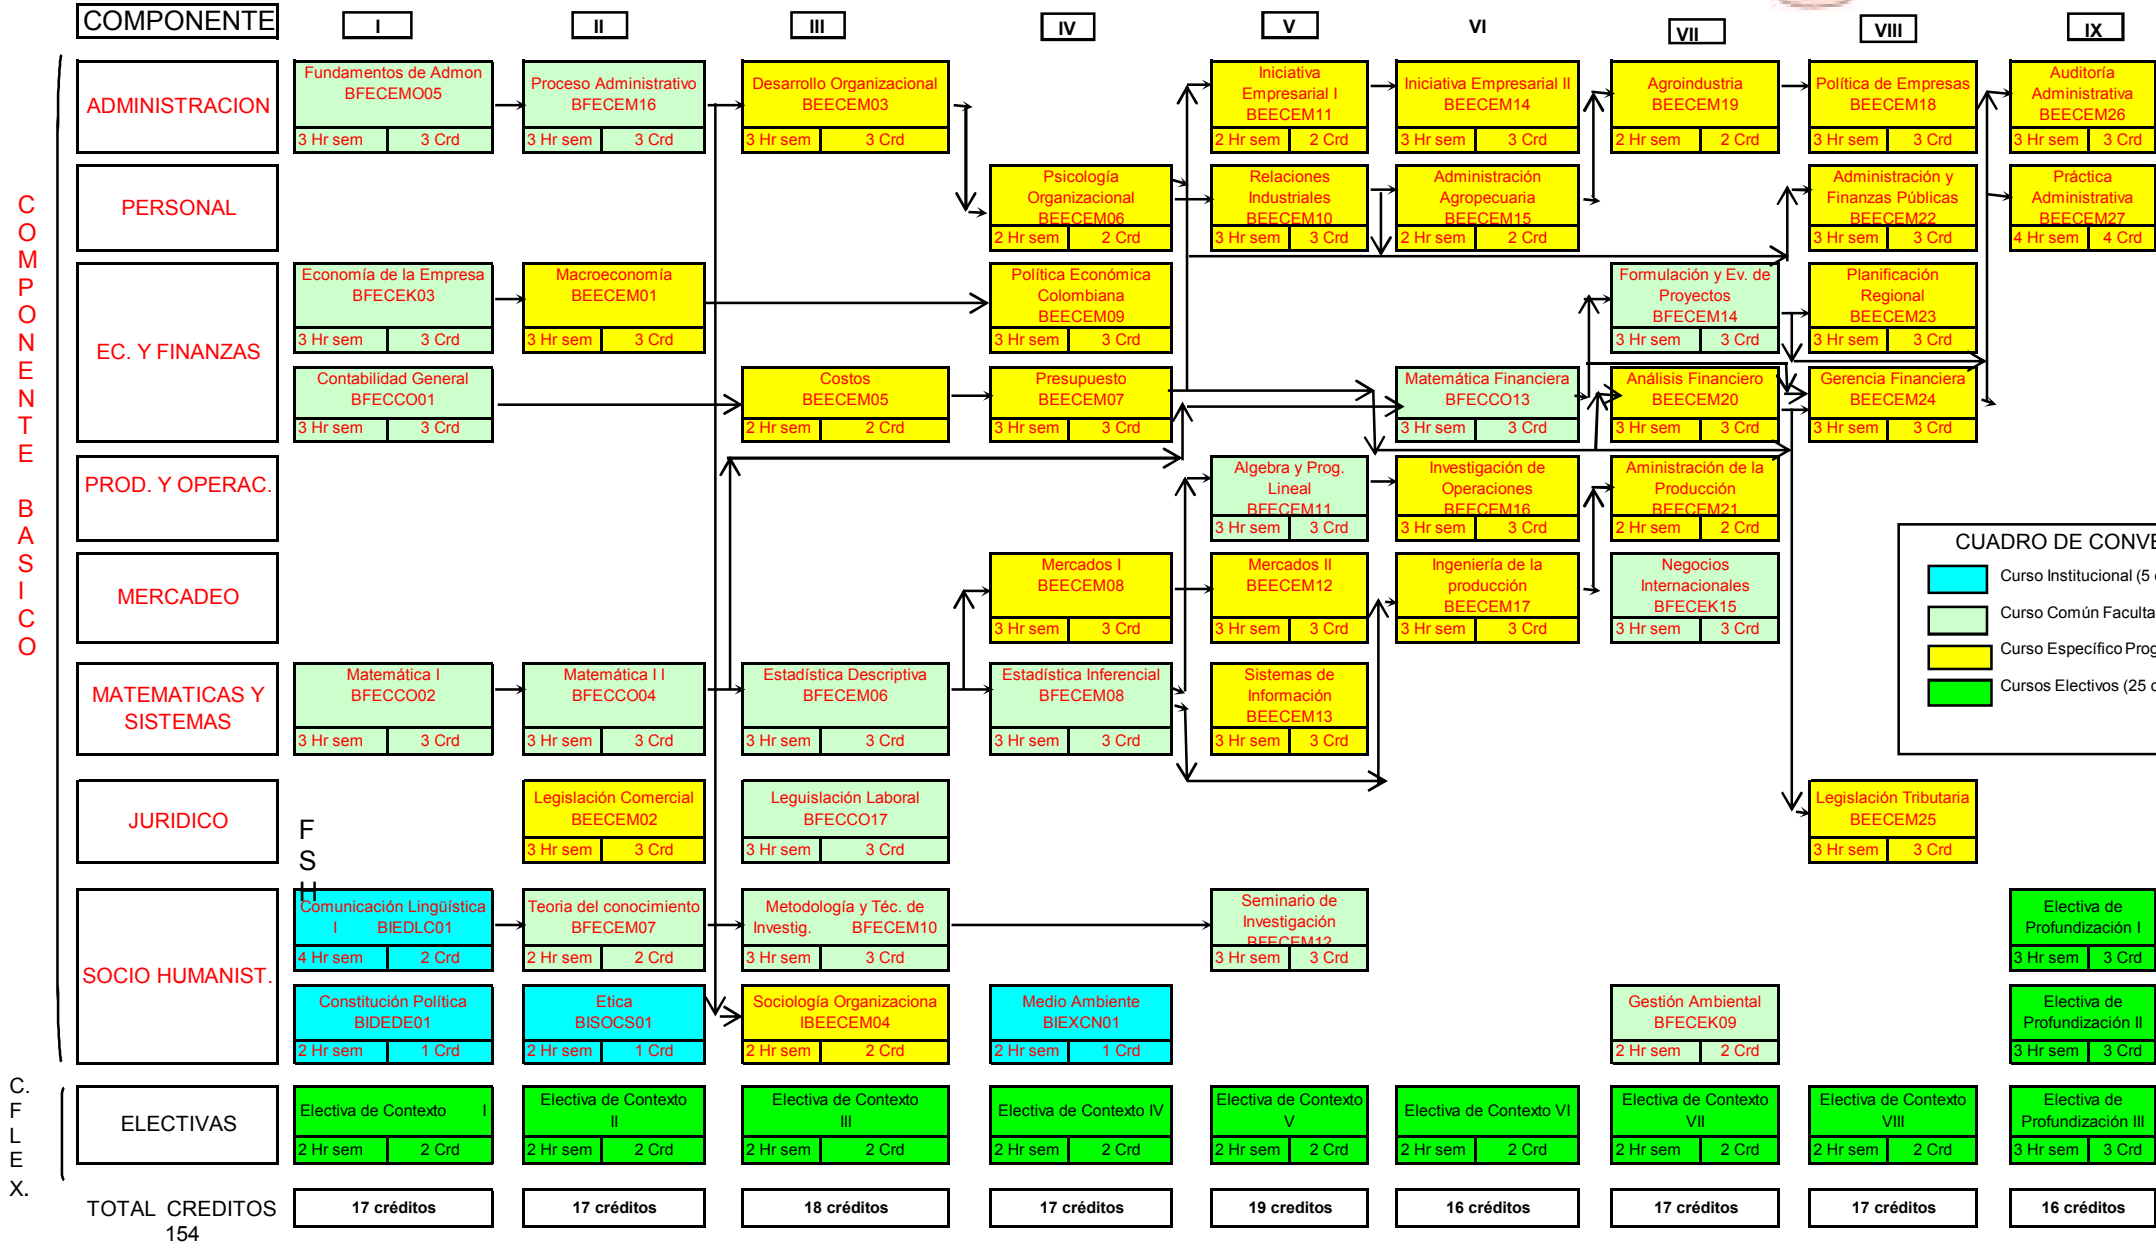 COMPONENTE
I
II
III
IV
V
VI
VII
VIII
IX
COMPONENTE BASICO
ADMINISTRACION
Fundamentos de Admon
BFECEMO05
3 Hr sem 3 Crd
Proceso Administrativo
BFECEM16
3 Hr sem 3 Crd
Desarrollo Organizacional
BEECEM03
3 Hr sem 3 Crd
Iniciativa
Empresarial I
BEECEM11
2 Hr sem 2 Crd
Iniciativa Empresarial II
BEECEM14
3 Hr sem 3 Crd
Agroindustria
BEECEM19
2 Hr sem 2 Crd
Política de Empresas
BEECEM18
3 Hr sem 3 Crd
Auditoría
Administrativa
BEECEM26
3 Hr sem 3 Crd
PERSONAL
Psicología
Organizacional
BEECEM06
2 Hr sem 2 Crd
Relaciones
Industriales
BEECEM10
3 Hr sem 3 Crd
Administración
Agropecuaria
BEECEM15
2 Hr sem 2 Crd
Administración y
Finanzas Públicas
BEECEM22
3 Hr sem 3 Crd
Práctica
Administrativa
BEECEM27
4 Hr sem 4 Crd
EC. Y FINANZAS
Economía de la Empresa
BFECEK03
3 Hr sem 3 Crd
Macroeconomía
BEECEM01
3 Hr sem 3 Crd
Política Económica
Colombiana
BEECEM09
3 Hr sem 3 Crd
Formulación y Ev. de
Proyectos
BFECEM14
3 Hr sem 3 Crd
Planificación
Regional
BEECEM23
3 Hr sem 3 Crd
Contabilidad General
BFECCO01
3 Hr sem 3 Crd
Costos
BEECEM05
2 Hr sem 2 Crd
Presupuesto
BEECEM07
3 Hr sem 3 Crd
Matemática Financiera
BFECCO13
3 Hr sem 3 Crd
Análisis Financiero
BEECEM20
3 Hr sem 3 Crd
Gerencia Financiera
BEECEM24
3 Hr sem 3 Crd
PROD. Y OPERAC.
Algebra y Prog.
Lineal
BFECEM11
3 Hr sem 3 Crd
Investigación de
Operaciones
BEECEM16
3 Hr sem 3 Crd
Aministración de la
Producción
BEECEM21
2 Hr sem 2 Crd
MERCADEO
Mercados I
BEECEM08
3 Hr sem 3 Crd
Mercados II
BEECEM12
3 Hr sem 3 Crd
Ingeniería de la
producción
BEECEM17
3 Hr sem 3 Crd
Negocios
Internacionales
BFECEK15
3 Hr sem 3 Crd
CUADRO DE CONVE
Curso Institucional (5
Curso Común Faculta
Curso Específico Prog
Cursos Electivos (25
MATEMATICAS Y
SISTEMAS
Matemática I
BFECCO02
3 Hr sem 3 Crd
Matemática I I
BFECCO04
3 Hr sem 3 Crd
Estadística Descriptiva
BFECEM06
3 Hr sem 3 Crd
Estadística Inferencial
BFECEM08
3 Hr sem 3 Crd
Sistemas de
Información
BEECEM13
3 Hr sem 3 Crd
JURIDICO
F
S
H
Legislación Comercial
BEECEM02
3 Hr sem 3 Crd
Leguislación Laboral
BFECCO17
3 Hr sem 3 Crd
Legislación Tributaria
BEECEM25
3 Hr sem 3 Crd
SOCIO HUMANIST.
Comunicación Lingüística
I BIEDLC01
4 Hr sem 2 Crd
Teoria del conocimiento
BFECEM07
2 Hr sem 2 Crd
Metodología y Téc. de
Investig. BFECEM10
3 Hr sem 3 Crd
Seminario de
Investigación
BFECEM12
3 Hr sem 3 Crd
Electiva de
Profundización I
3 Hr sem 3 Crd
Constitución Política
BIDEDE01
2 Hr sem 1 Crd
Etica
BISOCS01
2 Hr sem 1 Crd
Sociología Organizaciona
lBEECEM04
2 Hr sem 2 Crd
Medio Ambiente
BIEXCN01
2 Hr sem 1 Crd
Gestión Ambiental
BFECEK09
2 Hr sem 2 Crd
Electiva de
Profundización II
3 Hr sem 3 Crd
C.
F
L
E
X.
ELECTIVAS
Electiva de Contexto I
2 Hr sem 2 Crd
Electiva de Contexto
II
2 Hr sem 2 Crd
Electiva de Contexto
III
2 Hr sem 2 Crd
Electiva de Contexto IV
2 Hr sem 2 Crd
Electiva de Contexto
V
2 Hr sem 2 Crd
Electiva de Contexto VI
2 Hr sem 2 Crd
Electiva de Contexto
VII
2 Hr sem 2 Crd
Electiva de Contexto
VIII
2 Hr sem 2 Crd
Electiva de
Profundización III
3 Hr sem 3 Crd
TOTAL CREDITOS
154
17 créditos
17 créditos
18 créditos
17 créditos
19 creditos
16 créditos
17 créditos
17 créditos
16 créditos